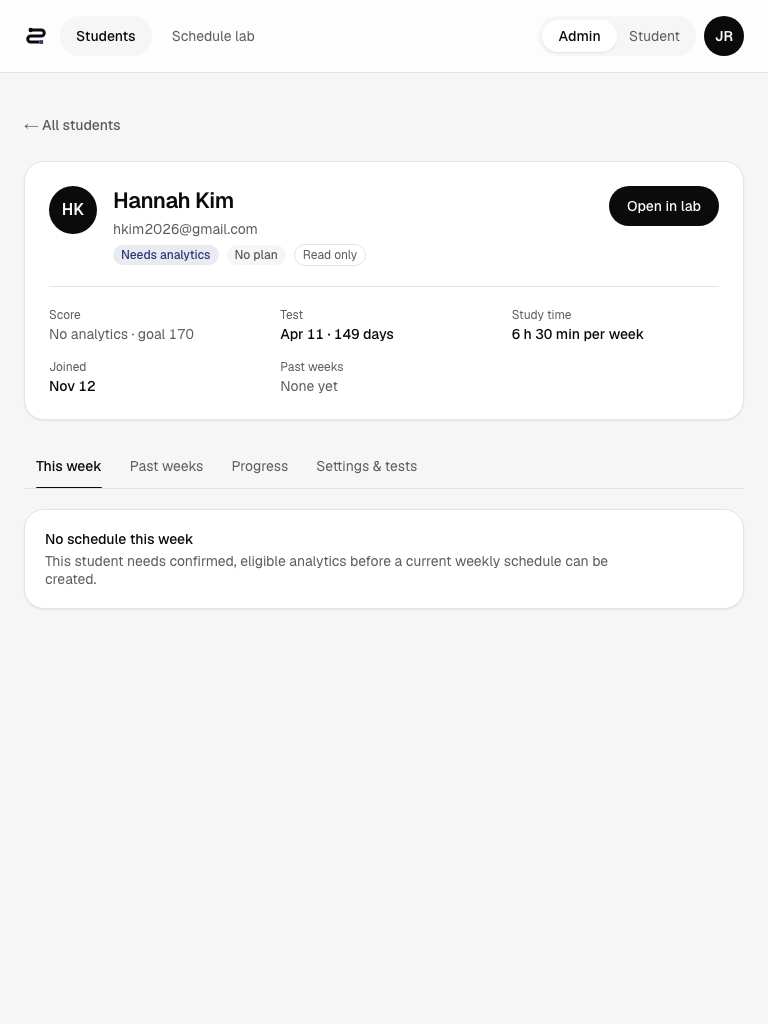 Students
Schedule lab
Admin
Student
JR
← All students
HK
Hannah Kim
hkim2026@gmail.com
Needs analytics
No plan
Read only
Open in lab
Score
No analytics · goal 170
Test
Apr 11 · 149 days
Study time
6 h 30 min per week
Joined
Nov 12
Past weeks
None yet
This week
Past weeks
Progress
Settings & tests
No schedule this week
This student needs confirmed, eligible analytics before a current weekly schedule can be
created.